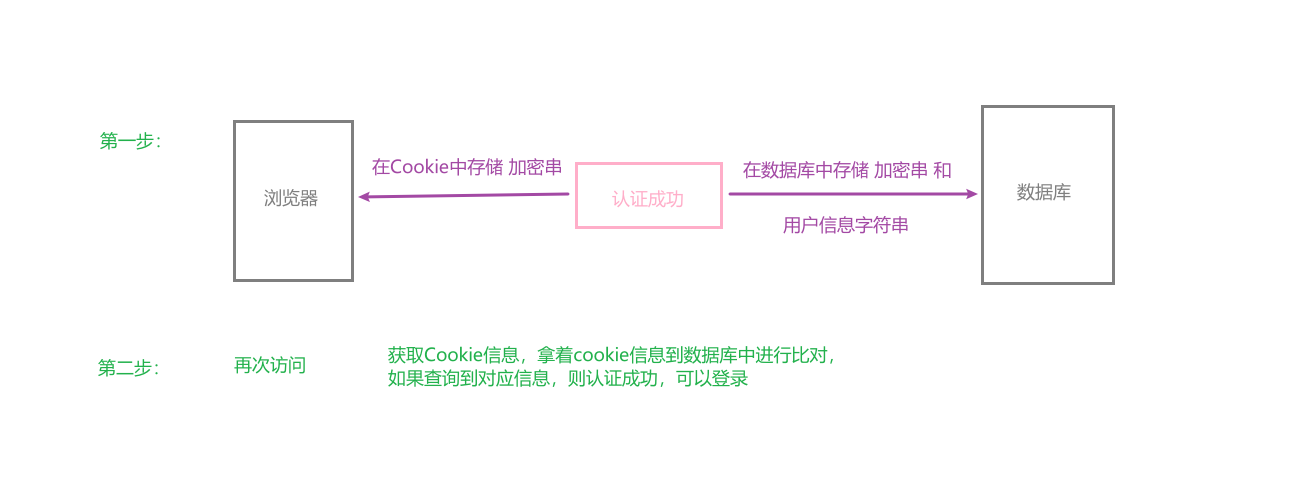 第一步：
浏览器
在Cookie中存储 加密串
认证成功
在数据库中存储 加密串 和
用户信息字符串
数据库
第二步：
再次访问
获取Cookie信息，拿着cookie信息到数据库中进行比对，
如果查询到对应信息，则认证成功，可以登录